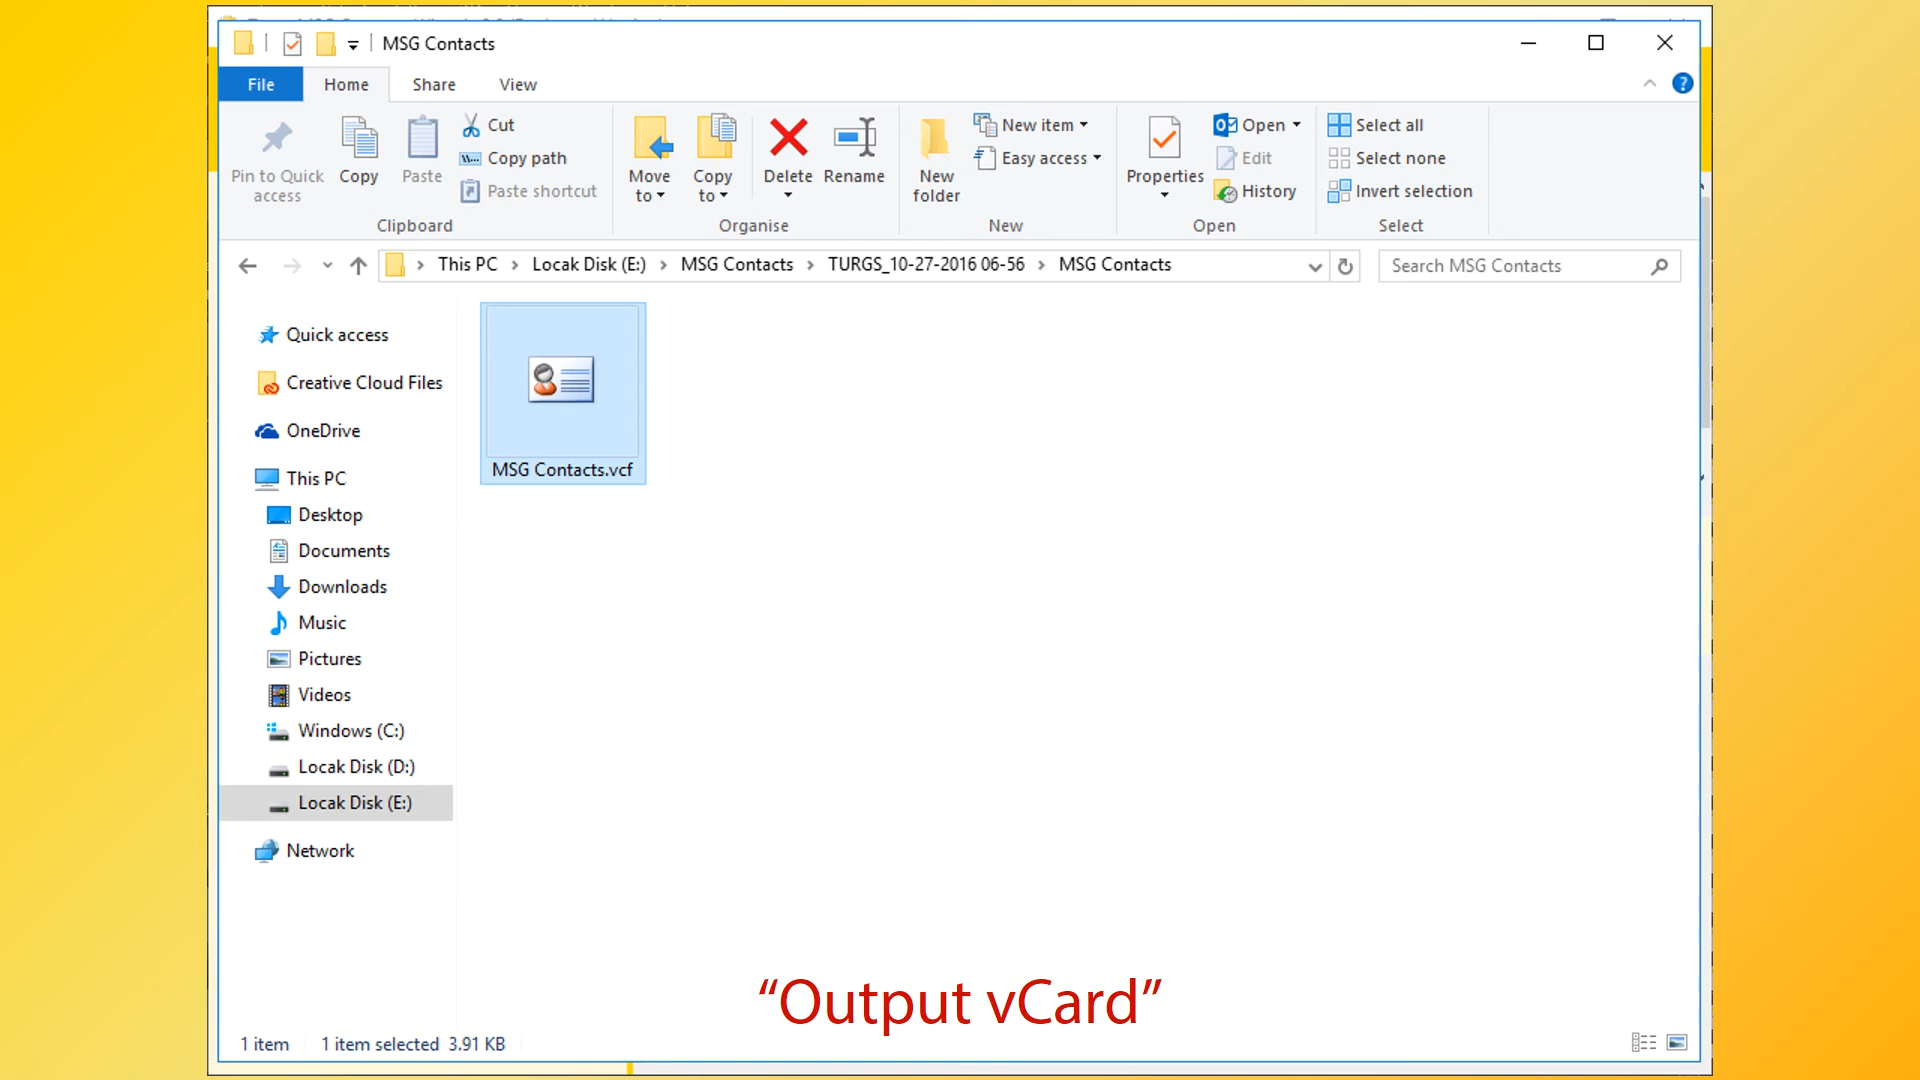 MSG Contacts
File Home Share View
Pin to Quick access
Copy
Paste
Cut
Copy path
Paste shortcut
Clipboard
Move to
Copy to
Delete
Rename
Organise
New folder
New item
Easy access
New
Properties
Open
Edit
History
Open
Select all
Select none
Invert selection
Select
This PC > Locak Disk (E:) > MSG Contacts > TURGS_10-27-2016 06-56 > MSG Contacts
Search MSG Contacts
Quick access
Creative Cloud Files
OneDrive
This PC
Desktop
Documents
Downloads
Music
Pictures
Videos
Windows (C:)
Locak Disk (D:)
Locak Disk (E:)
Network
MSG Contacts.vcf
“Output vCard”
1 item 1 item selected 3.91 KB